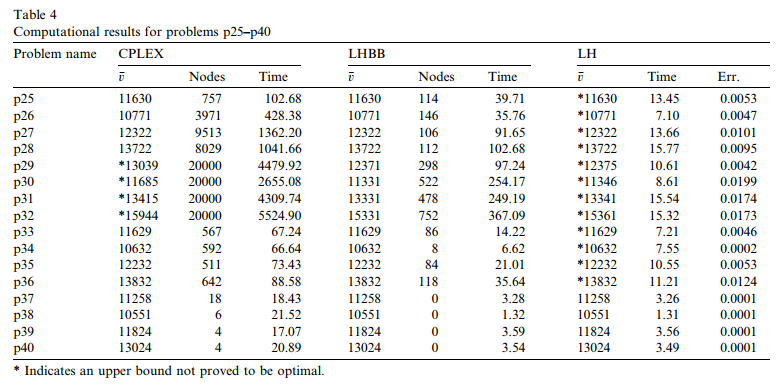 Table 4
Computational results for problems p25–p40
Problem name CPLEX LHBB LH
v̄ Nodes Time v̄ Nodes Time v̄ Time Err.
p25 11630 757 102.68 11630 114 39.71 *11630 13.45 0.0053
p26 10771 3971 428.38 10771 146 35.76 *10771 7.10 0.0047
p27 12322 9513 1362.20 12322 106 91.65 *12322 13.66 0.0101
p28 13722 8029 1041.66 13722 112 102.68 *13722 15.77 0.0095
p29 *13039 20000 4479.92 12371 298 97.24 *12375 10.61 0.0042
p30 *11685 20000 2655.08 11331 522 254.17 *11346 8.61 0.0199
p31 *13415 20000 4309.74 13331 478 249.19 *13341 15.54 0.0174
p32 *15944 20000 5524.90 15331 752 367.09 *15361 15.32 0.0173
p33 11629 567 67.24 11629 86 14.22 *11629 7.21 0.0046
p34 10632 592 66.64 10632 8 6.62 *10632 7.55 0.0002
p35 12232 511 73.43 12232 84 21.01 *12232 10.55 0.0053
p36 13832 642 88.58 13832 118 35.64 *13832 11.21 0.0124
p37 11258 18 18.43 11258 0 3.28 11258 3.26 0.0001
p38 10551 6 21.52 10551 0 1.32 10551 1.31 0.0001
p39 11824 4 17.07 11824 0 3.59 11824 3.56 0.0001
p40 13024 4 20.89 13024 0 3.54 13024 3.49 0.0001
* Indicates an upper bound not proved to be optimal.